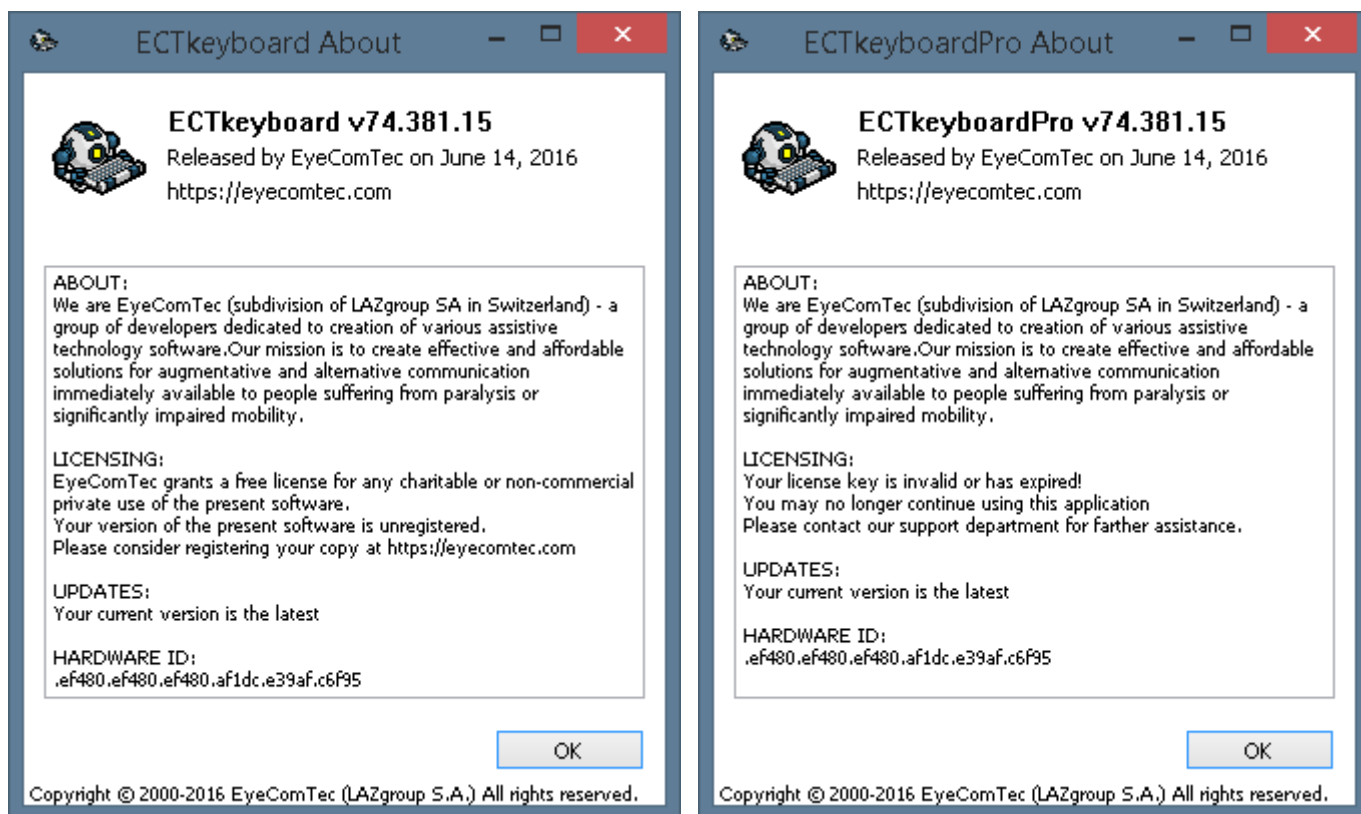 ECTkeyboard About
ECTkeyboard v74.381.15
Released by EyeComTec on June 14, 2016
https://eyecomtec.com
ABOUT:
We are EyeComTec (subdivision of LAZgroup SA in Switzerland) - a
group of developers dedicated to creation of various assistive
technology software.Our mission is to create effective and affordable
solutions for augmentative and alternative communication
immediately available to people suffering from paralysis or
significantly impaired mobility.
LICENSING:
EyeComTec grants a free license for any charitable or non-commercial
private use of the present software.
Your version of the present software is unregistered.
Please consider registering your copy at https://eyecomtec.com
UPDATES:
Your current version is the latest
HARDWARE ID:
.ef480.ef480.ef480.af1dc.e39af.c6f95
OK
Copyright © 2000-2016 EyeComTec (LAZgroup S.A.) All rights reserved.
ECTkeyboardPro About
ECTkeyboardPro v74.381.15
Released by EyeComTec on June 14, 2016
https://eyecomtec.com
ABOUT:
We are EyeComTec (subdivision of LAZgroup SA in Switzerland) - a
group of developers dedicated to creation of various assistive
technology software.Our mission is to create effective and affordable
solutions for augmentative and alternative communication
immediately available to people suffering from paralysis or
significantly impaired mobility.
LICENSING:
Your license key is invalid or has expired!
You may no longer continue using this application
Please contact our support department for farther assistance.
UPDATES:
Your current version is the latest
HARDWARE ID:
.ef480.ef480.ef480.af1dc.e39af.c6f95
OK
Copyright © 2000-2016 EyeComTec (LAZgroup S.A.) All rights reserved.